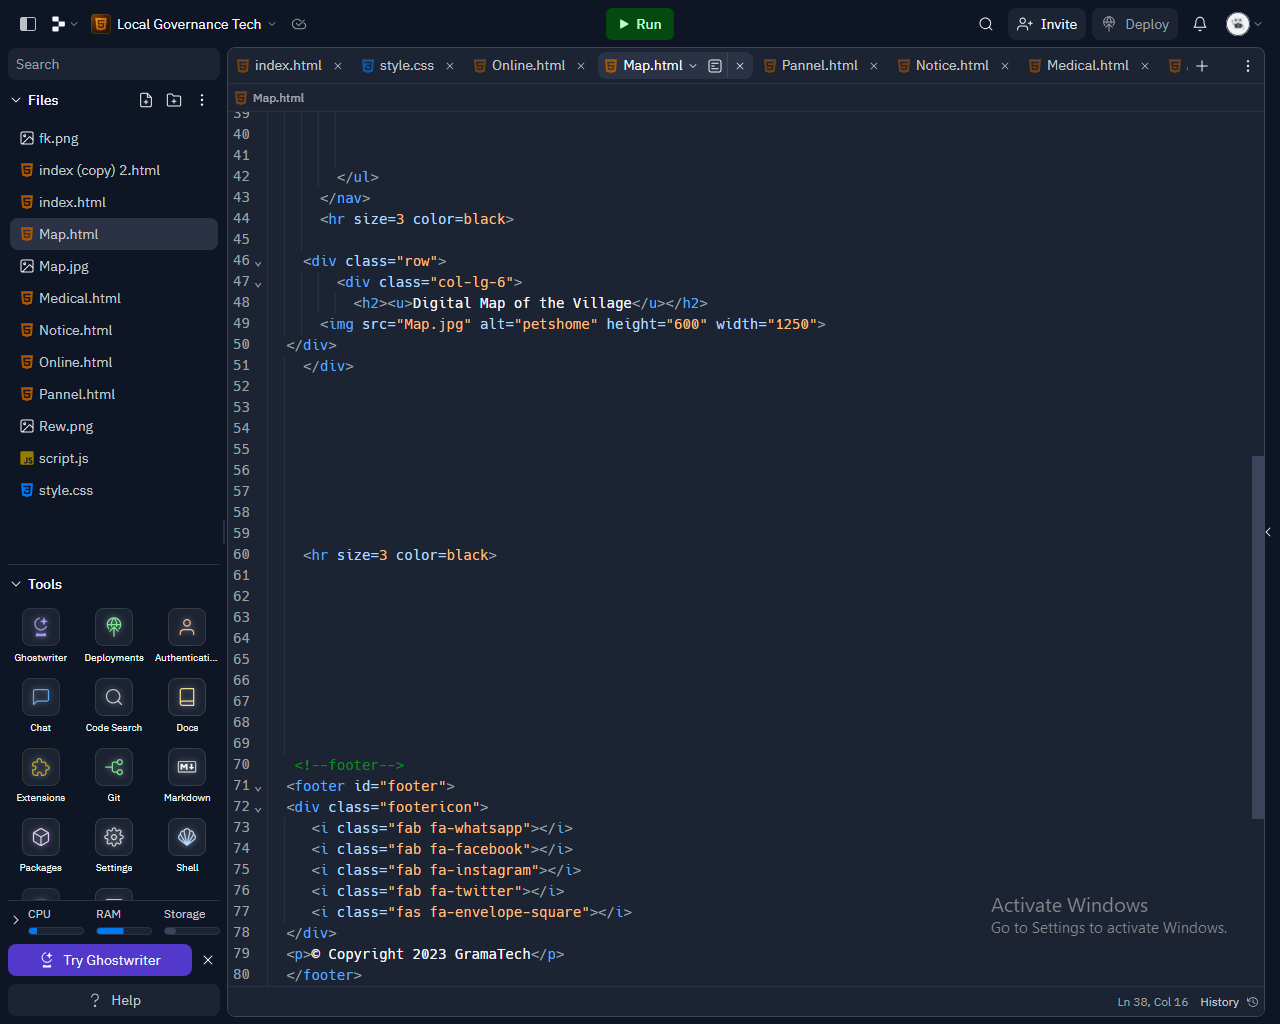 Local Governance Tech
Run
Invite
Deploy
Search
index.html
style.css
Online.html
Map.html
Pannel.html
Notice.html
Medical.html
Files
Map.html
fk.png
index (copy) 2.html
index.html
Map.html
Map.jpg
Medical.html
Notice.html
Online.html
Pannel.html
Rew.png
script.js
style.css
Tools
Ghostwriter
Deployments
Authenticati...
Chat
Code Search
Docs
Extensions
Git
Markdown
Packages
Settings
Shell
CPU
RAM
Storage
Try Ghostwriter
Help
39
40
41
42 </ul>
43 </nav>
44 <hr size=3 color=black>
45
46 <div class="row">
47 <div class="col-lg-6">
48 <h2><u>Digital Map of the Village</u></h2>
49 <img src="Map.jpg" alt="petshome" height="600" width="1250">
50 </div>
51 </div>
52
53
54
55
56
57
58
59
60 <hr size=3 color=black>
61
62
63
64
65
66
67
68
69
70 <!--footer-->
71 <footer id="footer">
72 <div class="footericon">
73 <i class="fab fa-whatsapp"></i>
74 <i class="fab fa-facebook"></i>
75 <i class="fab fa-instagram"></i>
76 <i class="fab fa-twitter"></i>
77 <i class="fas fa-envelope-square"></i>
78 </div>
79 <p>© Copyright 2023 GramaTech</p>
80 </footer>
Activate Windows
Go to Settings to activate Windows.
Ln 38, Col 16
History